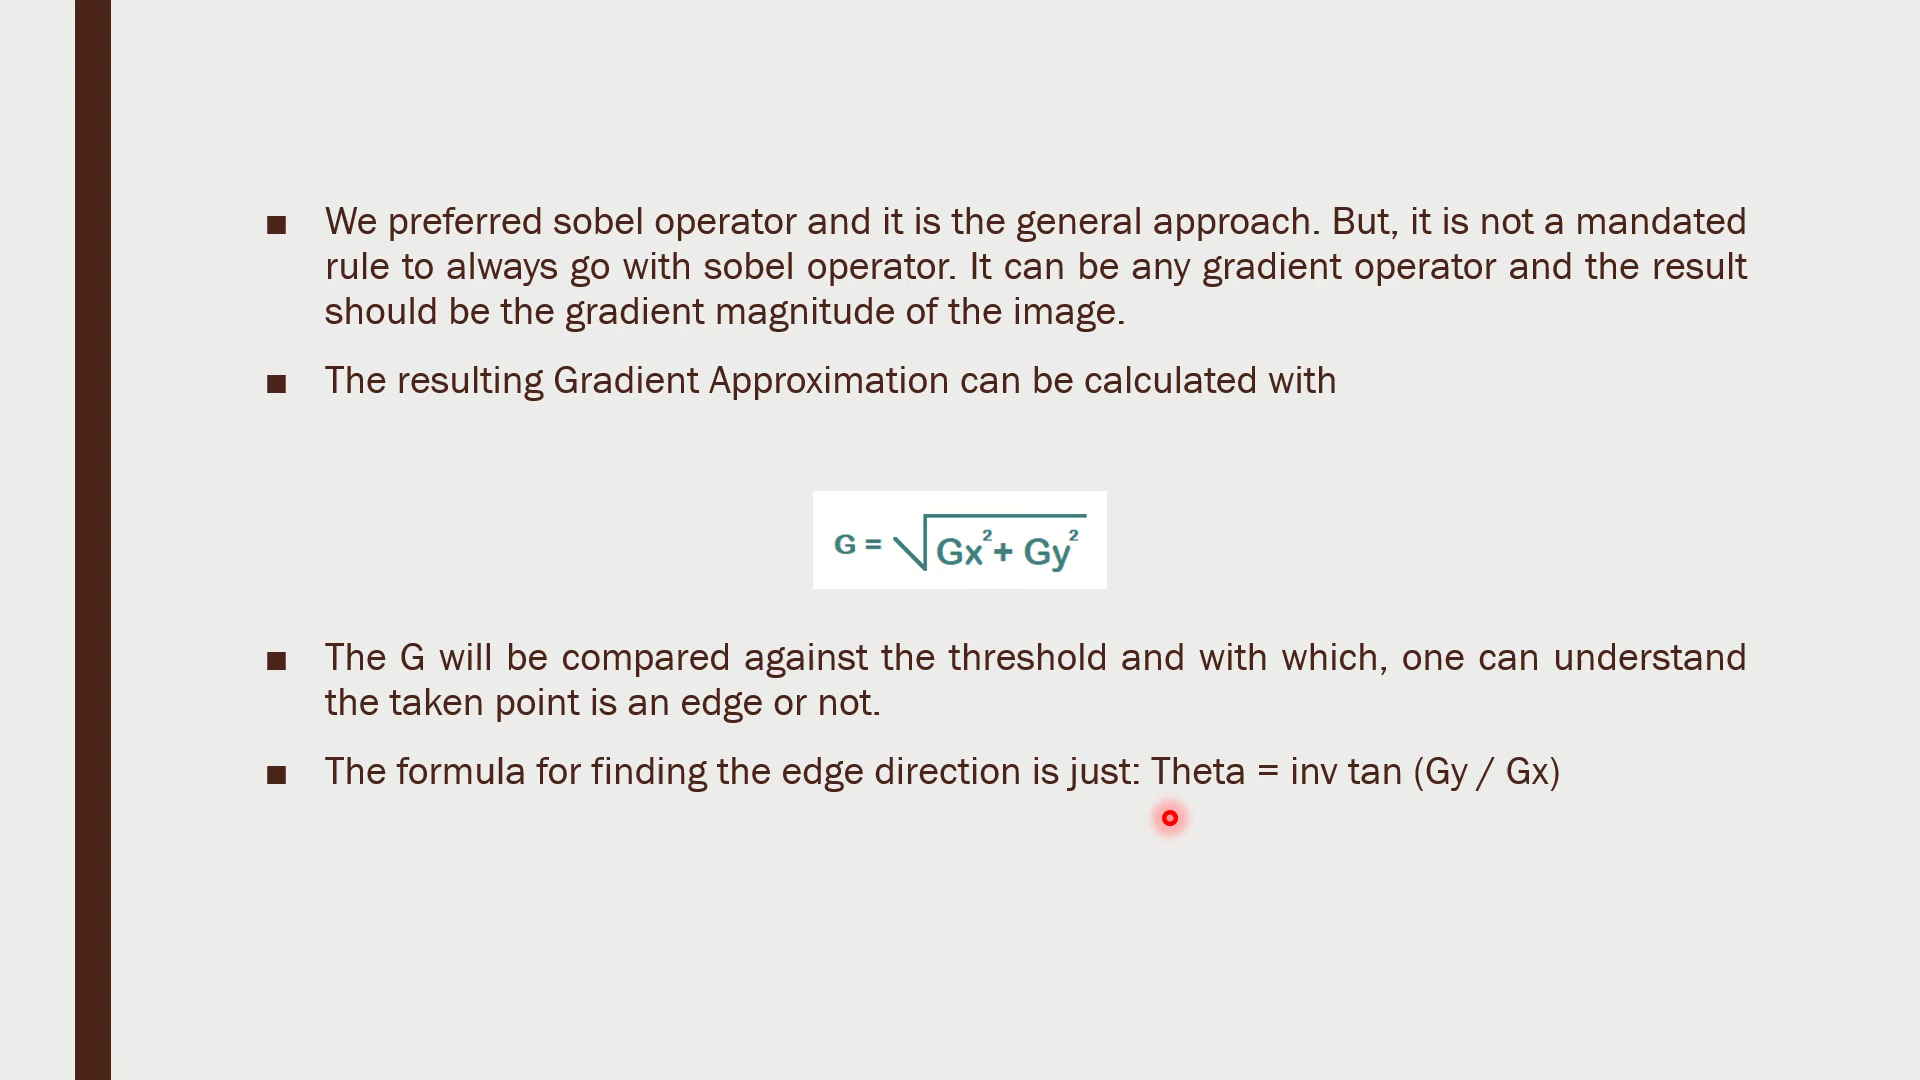 ■ We preferred sobel operator and it is the general approach. But, it is not a mandated
rule to always go with sobel operator. It can be any gradient operator and the result
should be the gradient magnitude of the image.
■ The resulting Gradient Approximation can be calculated with
G = √Gx²+ Gy²
■ The G will be compared against the threshold and with which, one can understand
the taken point is an edge or not.
■ The formula for finding the edge direction is just: Theta = inv tan (Gy / Gx)